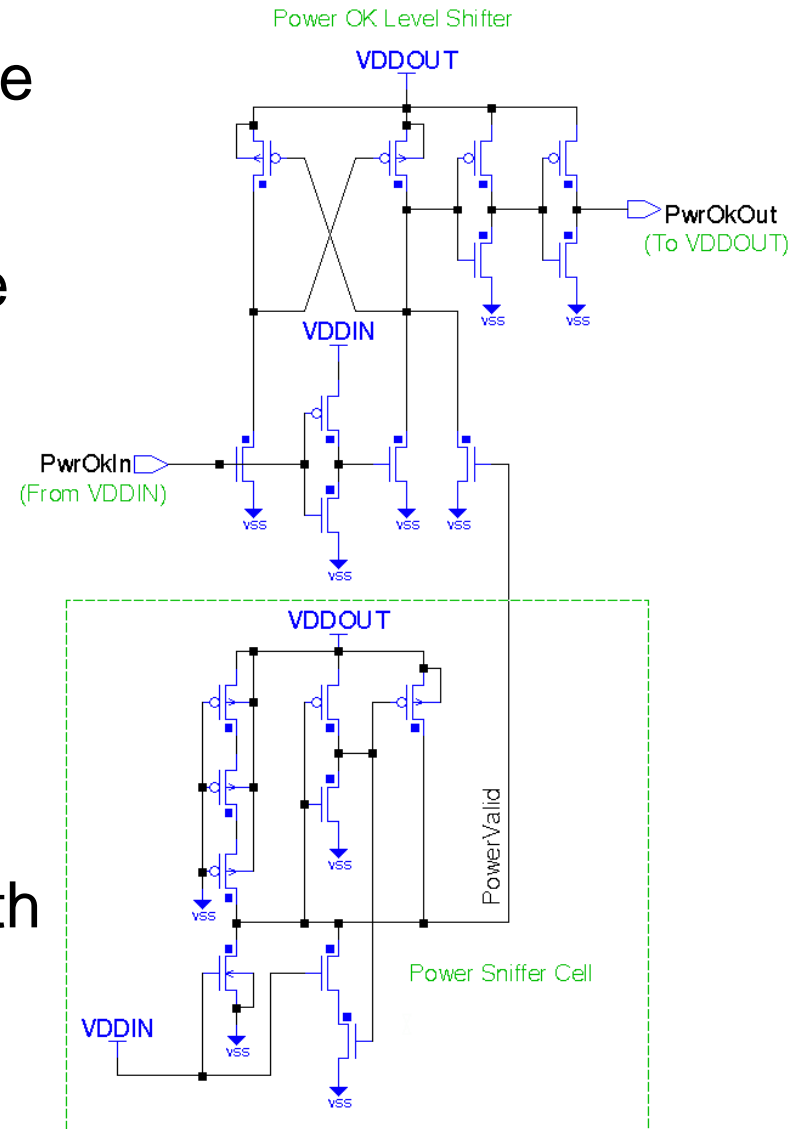 Power OK Level Shifter
e
VDDOUT
PwrOkOut
(To VDDOUT)
e
vss
vss
VDDIN
PwrOkIn
(From VDDIN)
vss
vss
vss
vss
VDDOUT
PowerValid
vss
th
vss
Power Sniffer Cell
VDDIN
vss
vss